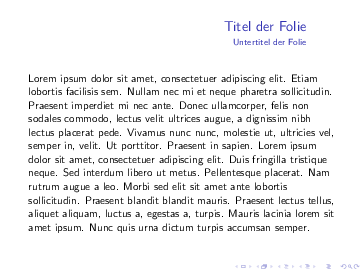 Titel der Folie
Untertitel der Folie
Lorem ipsum dolor sit amet, consectetuer adipiscing elit. Etiam
lobortis facilisis sem. Nullam nec mi et neque pharetra sollicitudin.
Praesent imperdiet mi nec ante. Donec ullamcorper, felis non
sodales commodo, lectus velit ultrices augue, a dignissim nibh
lectus placerat pede. Vivamus nunc nunc, molestie ut, ultricies vel,
semper in, velit. Ut porttitor. Praesent in sapien. Lorem ipsum
dolor sit amet, consectetuer adipiscing elit. Duis fringilla tristique
neque. Sed interdum libero ut metus. Pellentesque placerat. Nam
rutrum augue a leo. Morbi sed elit sit amet ante lobortis
sollicitudin. Praesent blandit blandit mauris. Praesent lectus tellus,
aliquet aliquam, luctus a, egestas a, turpis. Mauris lacinia lorem sit
amet ipsum. Nunc quis urna dictum turpis accumsan semper.